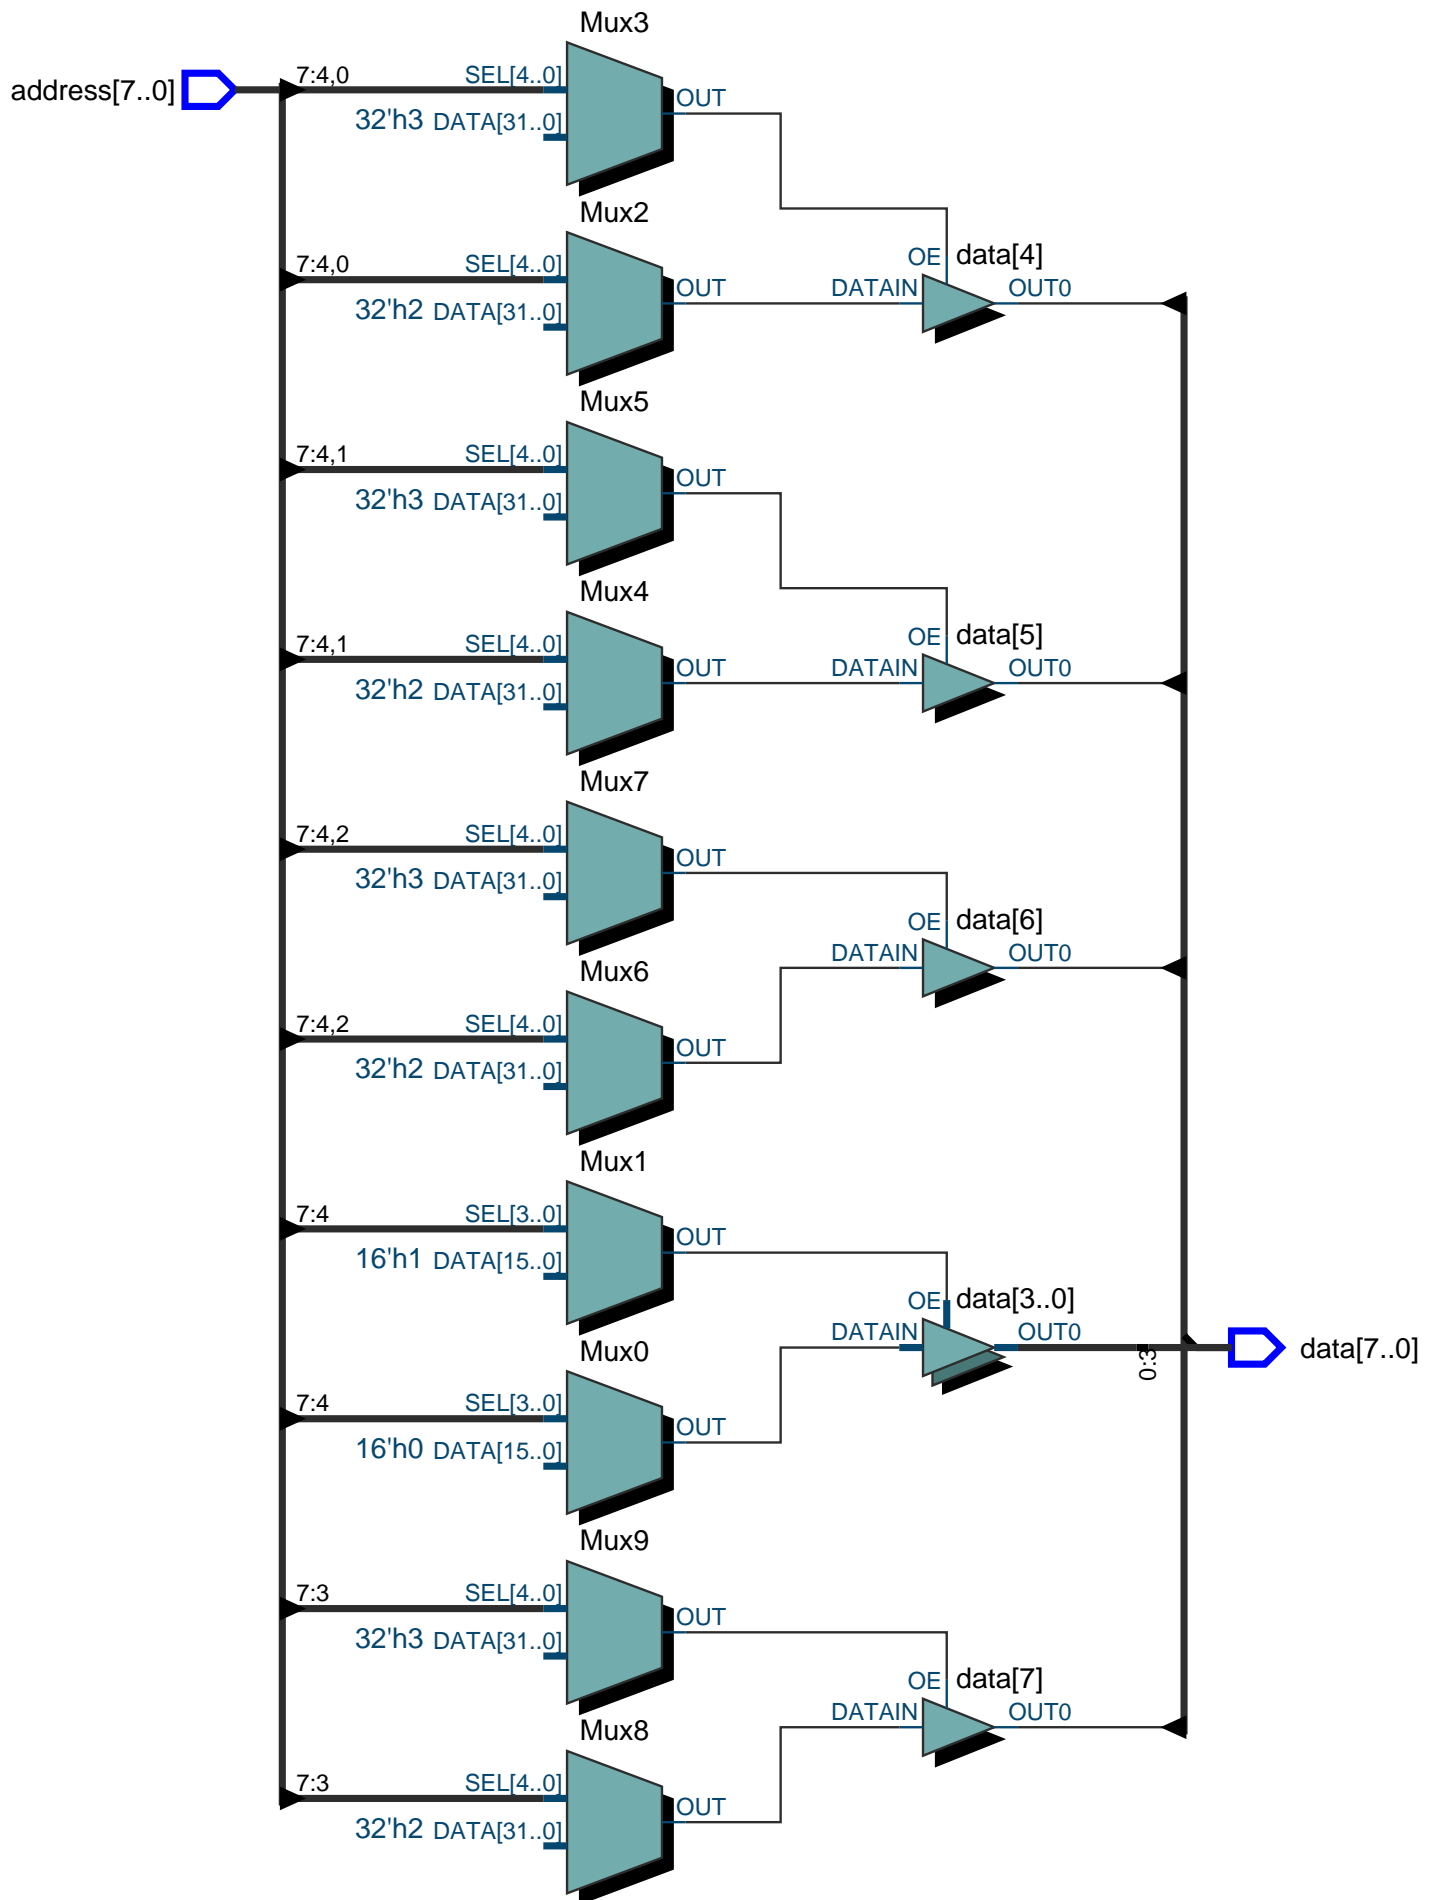 Mux3
address[7..0]
7:4,0
SEL[4..0]
32'h3 DATA[31..0]
OUT
Mux2
7:4,0
SEL[4..0]
32'h2 DATA[31..0]
OUT
OE data[4]
DATAIN
OUT0
Mux5
7:4,1
SEL[4..0]
32'h3 DATA[31..0]
OUT
Mux4
7:4,1
SEL[4..0]
32'h2 DATA[31..0]
OUT
OE data[5]
DATAIN
OUT0
Mux7
7:4,2
SEL[4..0]
32'h3 DATA[31..0]
OUT
OE data[6]
DATAIN
OUT0
Mux6
7:4,2
SEL[4..0]
32'h2 DATA[31..0]
OUT
Mux1
7:4
SEL[3..0]
16'h1 DATA[15..0]
OUT
OE data[3..0]
DATAIN
OUT0
0:3
data[7..0]
Mux0
7:4
SEL[3..0]
16'h0 DATA[15..0]
OUT
Mux9
7:3
SEL[4..0]
32'h3 DATA[31..0]
OUT
OE data[7]
DATAIN
OUT0
Mux8
7:3
SEL[4..0]
32'h2 DATA[31..0]
OUT